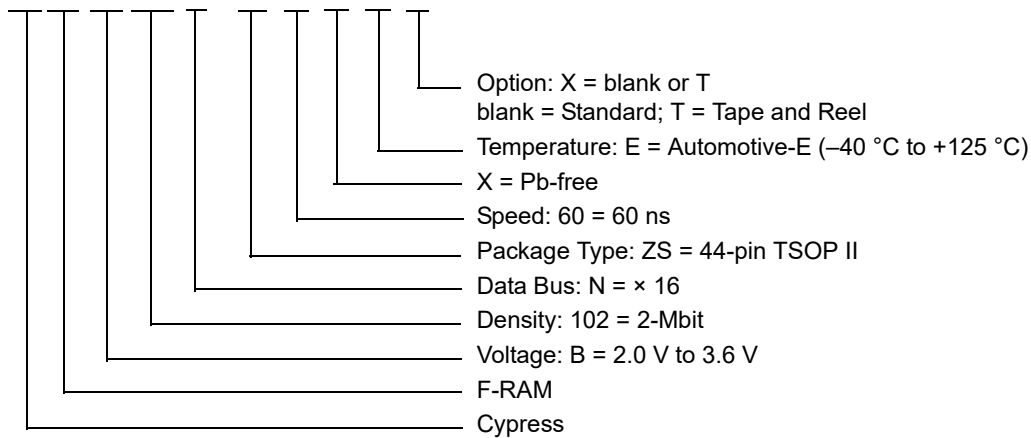 Option: X = blank or T
blank = Standard; T = Tape and Reel
Temperature: E = Automotive-E (–40 °C to +125 °C)
X = Pb-free
Speed: 60 = 60 ns
Package Type: ZS = 44-pin TSOP II
Data Bus: N = × 16
Density: 102 = 2-Mbit
Voltage: B = 2.0 V to 3.6 V
F-RAM
Cypress